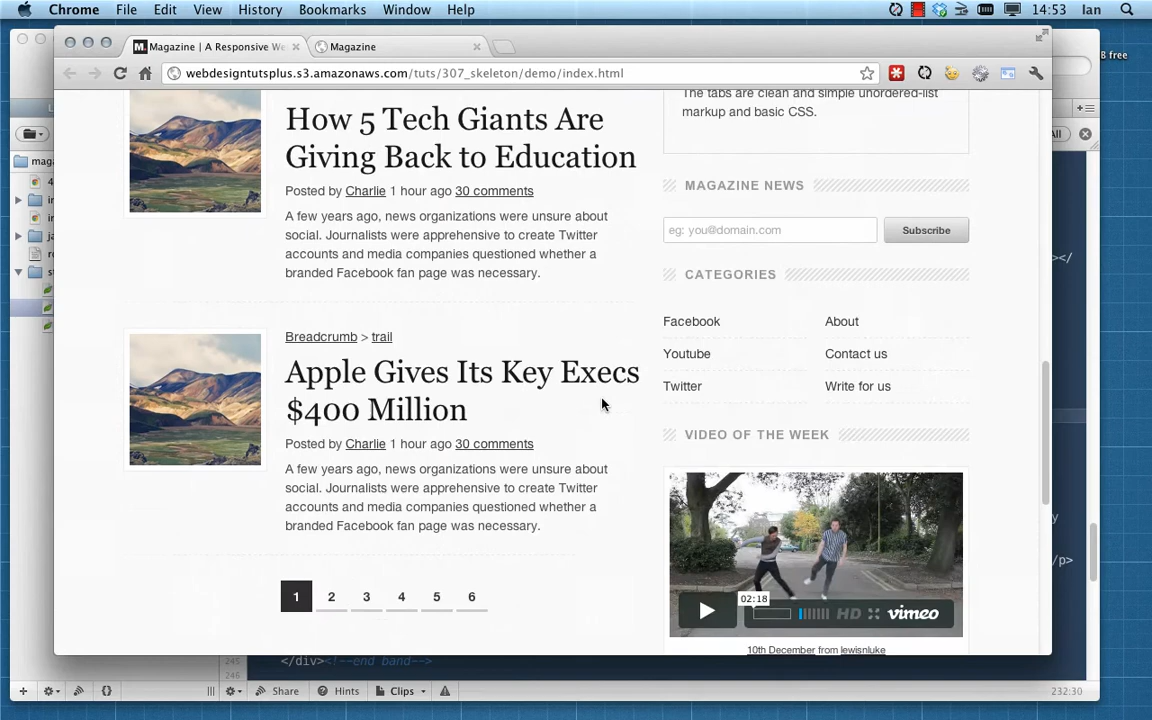 Chrome File Edit View History Bookmarks Window Help 14:53 Ian
B free
Magazine | A Responsive We
Magazine
webdesigntutsplus.s3.amazonaws.com/tuts/307_skeleton/demo/index.html
All
maga
How 5 Tech Giants Are
Giving Back to Education
Posted by Charlie 1 hour ago 30 comments
A few years ago, news organizations were unsure about
social. Journalists were apprehensive to create Twitter
accounts and media companies questioned whether a
branded Facebook fan page was necessary.
Breadcrumb > trail
Apple Gives Its Key Execs
$400 Million
Posted by Charlie 1 hour ago 30 comments
A few years ago, news organizations were unsure about
social. Journalists were apprehensive to create Twitter
accounts and media companies questioned whether a
branded Facebook fan page was necessary.
1 2 3 4 5 6
The tabs are clean and simple unordered-list
markup and basic CSS.
MAGAZINE NEWS
eg: you@domain.com Subscribe
CATEGORIES
Facebook About
Youtube Contact us
Twitter Write for us
VIDEO OF THE WEEK
02:18
HD vimeo
10th December from lewisnluke
></
/p>
245 </div><!--end band-->
246
Share Hints Clips 232:30